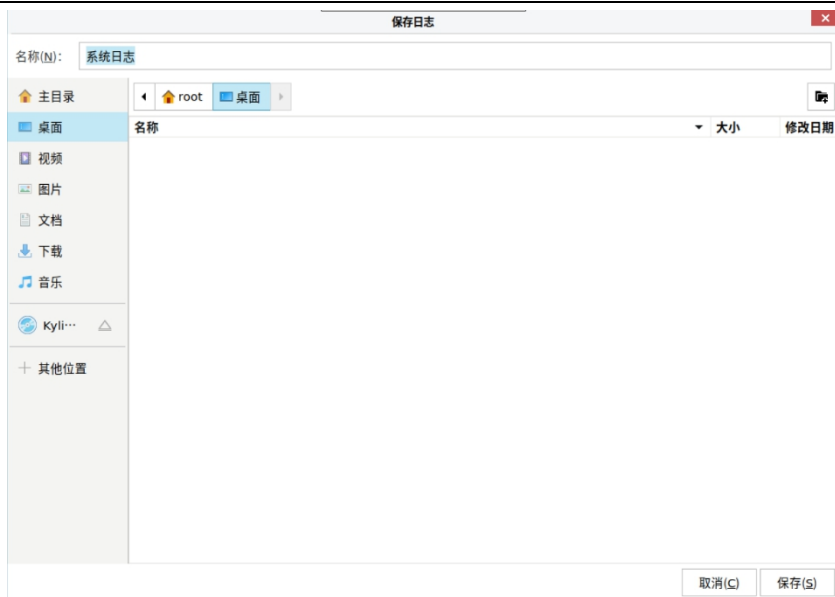 保存日志
名称(N)： 系统日志
主目录
root 桌面
桌面
名称 大小 修改日期
视频
图片
文档
下载
音乐
Kyli···
其他位置
取消(C) 保存(S)